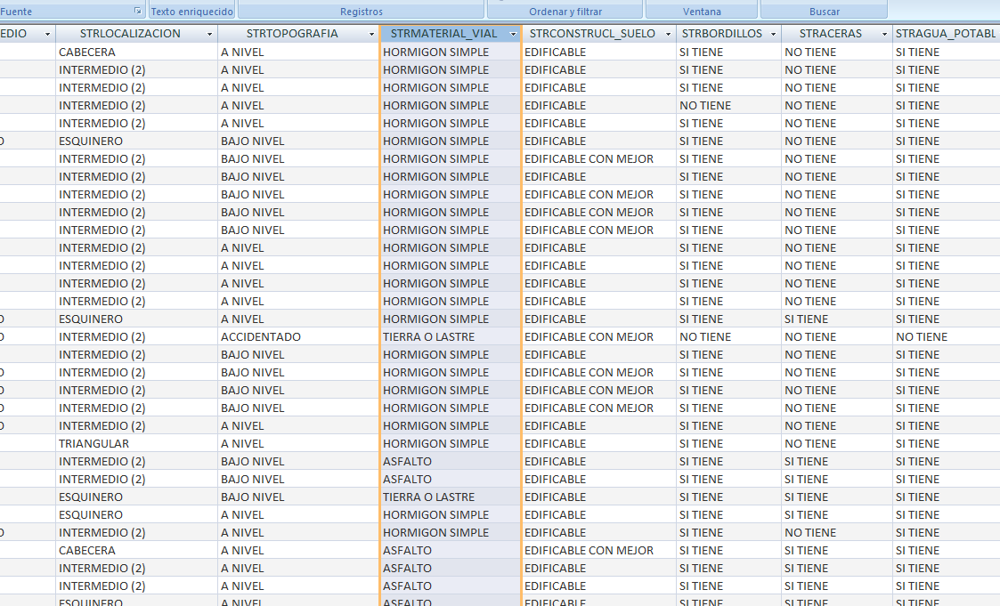 Fuente Texto enriquecido Registros Ordenar y filtrar Ventana Buscar
EDIO STRLOCALIZACION STRTOPOGRAFIA STRMATERIAL_VIAL STRCONSTRUCL_SUELO STRBORDILLOS STRACERAS STRAGUA_POTABL
CABECERA A NIVEL HORMIGON SIMPLE EDIFICABLE SI TIENE NO TIENE SI TIENE
INTERMEDIO (2) A NIVEL HORMIGON SIMPLE EDIFICABLE SI TIENE NO TIENE SI TIENE
INTERMEDIO (2) A NIVEL HORMIGON SIMPLE EDIFICABLE SI TIENE NO TIENE SI TIENE
INTERMEDIO (2) A NIVEL HORMIGON SIMPLE EDIFICABLE NO TIENE NO TIENE SI TIENE
INTERMEDIO (2) A NIVEL HORMIGON SIMPLE EDIFICABLE SI TIENE NO TIENE SI TIENE
O ESQUINERO BAJO NIVEL HORMIGON SIMPLE EDIFICABLE SI TIENE NO TIENE SI TIENE
INTERMEDIO (2) BAJO NIVEL HORMIGON SIMPLE EDIFICABLE CON MEJOR SI TIENE NO TIENE SI TIENE
INTERMEDIO (2) BAJO NIVEL HORMIGON SIMPLE EDIFICABLE SI TIENE NO TIENE SI TIENE
INTERMEDIO (2) BAJO NIVEL HORMIGON SIMPLE EDIFICABLE CON MEJOR SI TIENE NO TIENE SI TIENE
INTERMEDIO (2) BAJO NIVEL HORMIGON SIMPLE EDIFICABLE CON MEJOR SI TIENE NO TIENE SI TIENE
INTERMEDIO (2) BAJO NIVEL HORMIGON SIMPLE EDIFICABLE CON MEJOR SI TIENE NO TIENE SI TIENE
INTERMEDIO (2) A NIVEL HORMIGON SIMPLE EDIFICABLE SI TIENE NO TIENE SI TIENE
INTERMEDIO (2) A NIVEL HORMIGON SIMPLE EDIFICABLE SI TIENE NO TIENE SI TIENE
INTERMEDIO (2) A NIVEL HORMIGON SIMPLE EDIFICABLE SI TIENE NO TIENE SI TIENE
INTERMEDIO (2) A NIVEL HORMIGON SIMPLE EDIFICABLE SI TIENE NO TIENE SI TIENE
O ESQUINERO A NIVEL HORMIGON SIMPLE EDIFICABLE SI TIENE SI TIENE SI TIENE
O INTERMEDIO (2) ACCIDENTADO TIERRA O LASTRE EDIFICABLE CON MEJOR NO TIENE NO TIENE NO TIENE
INTERMEDIO (2) BAJO NIVEL HORMIGON SIMPLE EDIFICABLE SI TIENE NO TIENE SI TIENE
O INTERMEDIO (2) BAJO NIVEL HORMIGON SIMPLE EDIFICABLE CON MEJOR SI TIENE NO TIENE SI TIENE
O INTERMEDIO (2) BAJO NIVEL HORMIGON SIMPLE EDIFICABLE CON MEJOR SI TIENE NO TIENE SI TIENE
O INTERMEDIO (2) BAJO NIVEL HORMIGON SIMPLE EDIFICABLE CON MEJOR SI TIENE NO TIENE SI TIENE
O INTERMEDIO (2) A NIVEL HORMIGON SIMPLE EDIFICABLE SI TIENE NO TIENE SI TIENE
TRIANGULAR A NIVEL HORMIGON SIMPLE EDIFICABLE SI TIENE NO TIENE SI TIENE
INTERMEDIO (2) BAJO NIVEL ASFALTO EDIFICABLE SI TIENE SI TIENE SI TIENE
INTERMEDIO (2) BAJO NIVEL ASFALTO EDIFICABLE SI TIENE SI TIENE SI TIENE
ESQUINERO BAJO NIVEL TIERRA O LASTRE EDIFICABLE SI TIENE SI TIENE SI TIENE
ESQUINERO A NIVEL HORMIGON SIMPLE EDIFICABLE SI TIENE SI TIENE SI TIENE
O INTERMEDIO (2) A NIVEL HORMIGON SIMPLE EDIFICABLE SI TIENE NO TIENE SI TIENE
CABECERA A NIVEL ASFALTO EDIFICABLE CON MEJOR SI TIENE SI TIENE SI TIENE
INTERMEDIO (2) A NIVEL ASFALTO EDIFICABLE SI TIENE SI TIENE SI TIENE
INTERMEDIO (2) A NIVEL ASFALTO EDIFICABLE SI TIENE SI TIENE SI TIENE
ESQUINERO A NIVEL ASFALTO EDIFICABLE SI TIENE SI TIENE SI TIENE